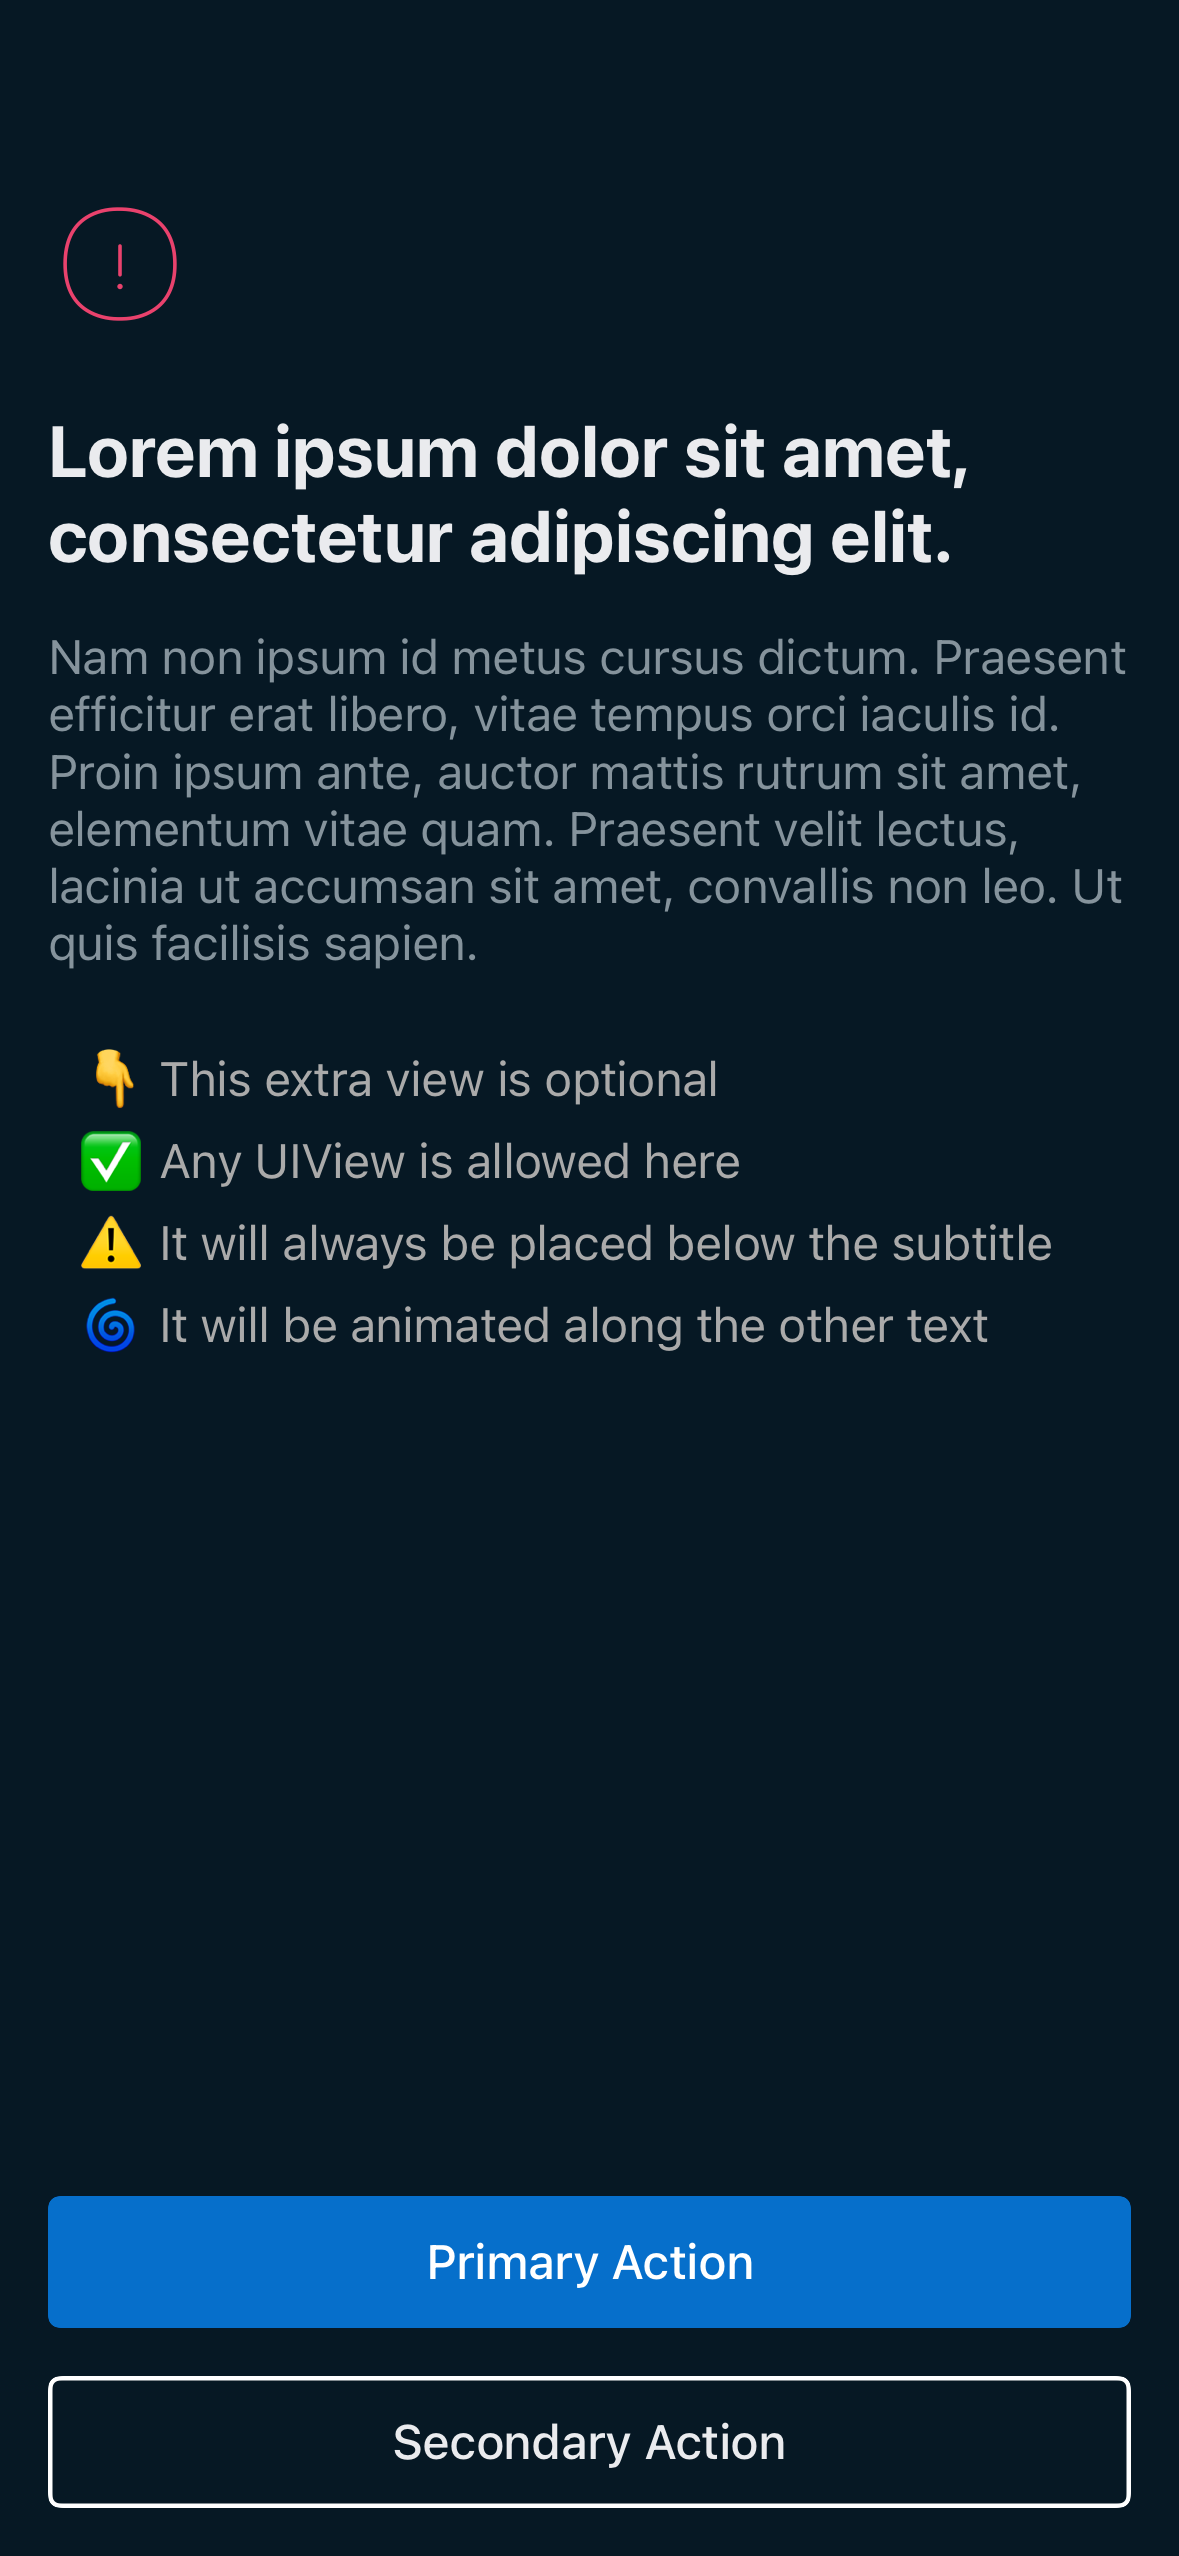 Lorem ipsum dolor sit amet,
consectetur adipiscing elit.
Nam non ipsum id metus cursus dictum. Praesent
efficitur erat libero, vitae tempus orci iaculis id.
Proin ipsum ante, auctor mattis rutrum sit amet,
elementum vitae quam. Praesent velit lectus,
lacinia ut accumsan sit amet, convallis non leo. Ut
quis facilisis sapien.
👇 This extra view is optional
✅ Any UIView is allowed here
⚠️ It will always be placed below the subtitle
🌀 It will be animated along the other text
Primary Action
Secondary Action